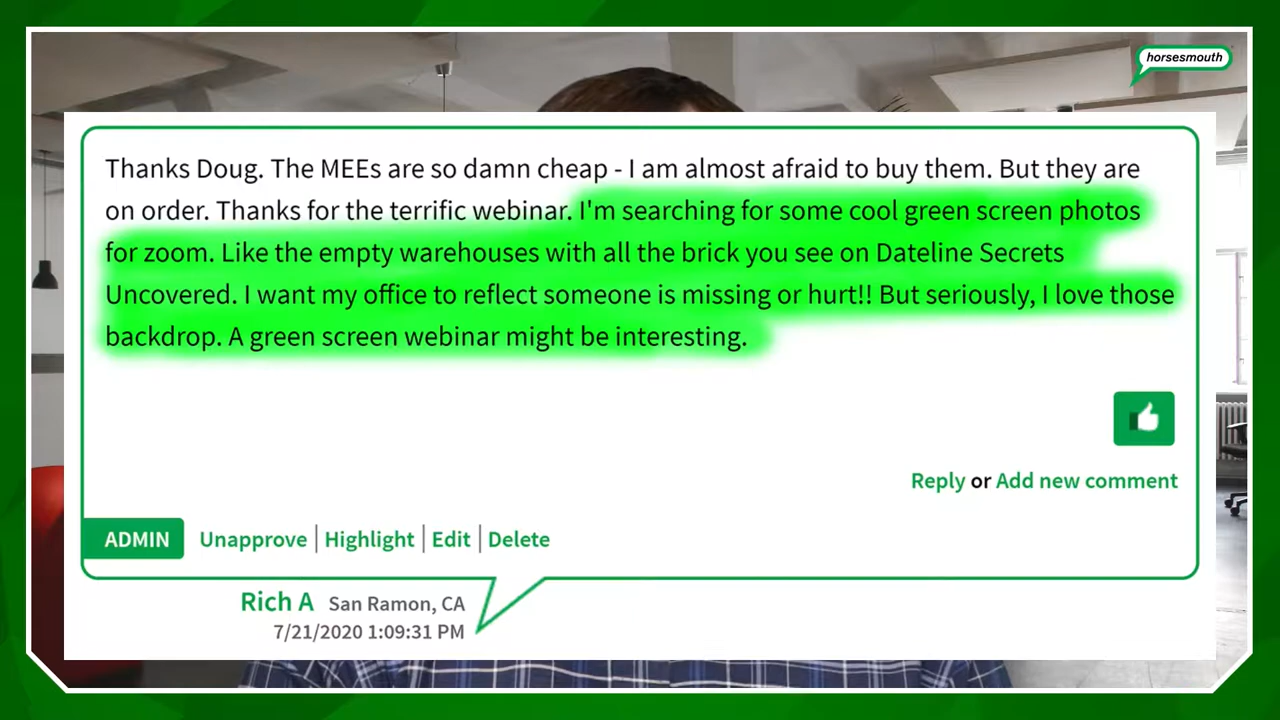 horsesmouth
Thanks Doug. The MEEs are so damn cheap - I am almost afraid to buy them. But they are
on order. Thanks for the terrific webinar. I'm searching for some cool green screen photos
for zoom. Like the empty warehouses with all the brick you see on Dateline Secrets
Uncovered. I want my office to reflect someone is missing or hurt!! But seriously, I love those
backdrop. A green screen webinar might be interesting.
Reply or Add new comment
ADMIN Unapprove | Highlight | Edit | Delete
Rich A San Ramon, CA
7/21/2020 1:09:31 PM